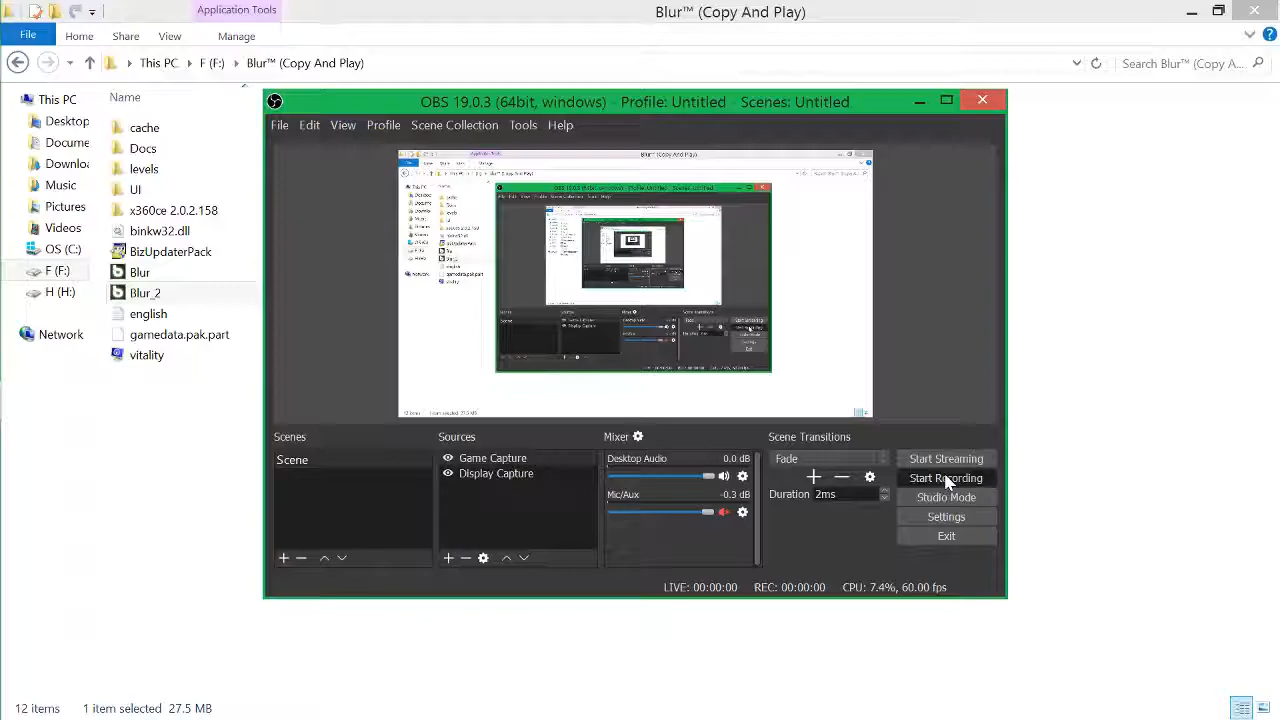 Application Tools
Blur™ (Copy And Play)
File
Home
Share
View
Manage
This PC
F (F:)
Blur™ (Copy And Play)
Search Blur™ (Copy A...
This PC
Desktop
Docume
Downlo
Music
Pictures
Videos
OS (C:)
F (F:)
H (H:)
Network
Name
cache
Docs
levels
UI
x360ce 2.0.2.159
binkw32.dll
BizUpdaterPack
Blur
Blur_2
english
gamedata.par.part
vitality
OBS 19.0.3 (64bit, windows) - Profile: Untitled - Scenes: Untitled
File
Edit
View
Profile
Scene Collection
Tools
Help
Scenes
Scene
Sources
Game Capture
Display Capture
Mixer
Desktop Audio
0.0 dB
Mic/Aux
-0.3 dB
Scene Transitions
Fade
Duration
2ms
Start Streaming
Start Recording
Studio Mode
Settings
Exit
LIVE: 00:00:00
REC: 00:00:00
CPU: 7.4%, 60.00 fps
12 items
1 item selected 27.5 MB